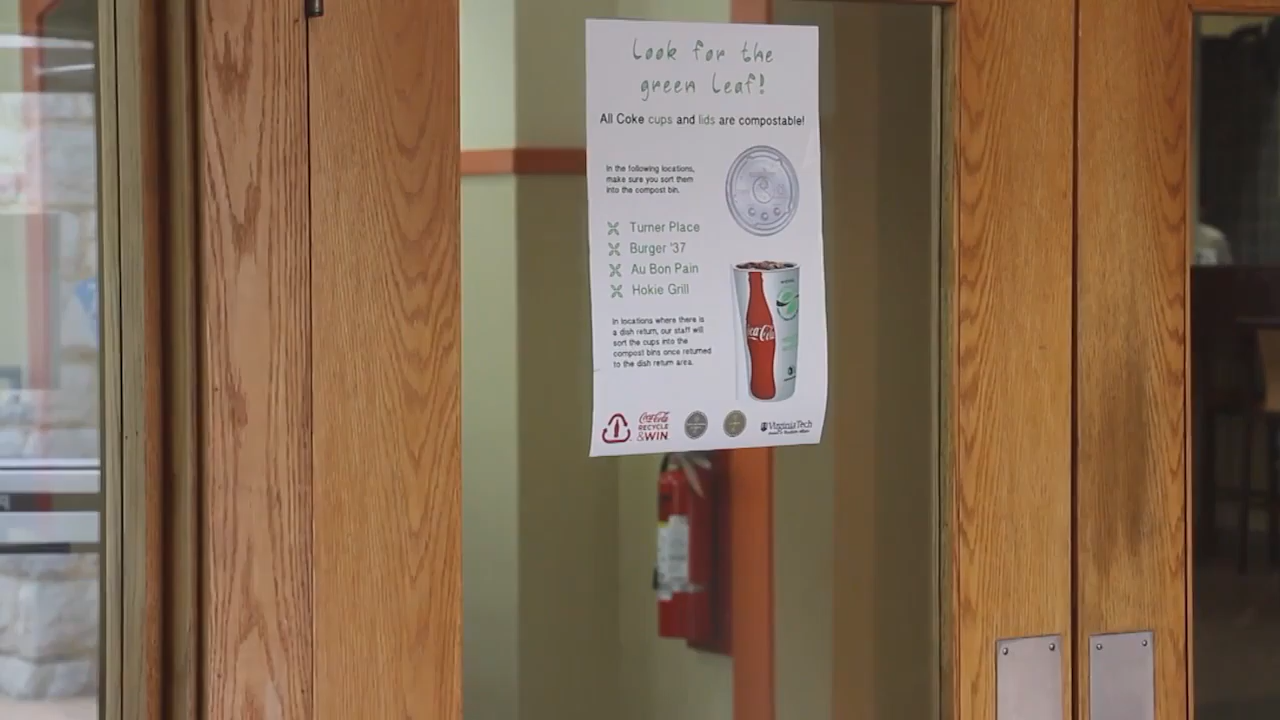 Look for the
green leaf!
All Coke cups and lids are compostable!
In the following locations,
make sure you sort them
into the compost bin.
Turner Place
Burger '37
Au Bon Pain
Hokie Grill
In locations where there is
a dish return, our staff will
sort the cups into the
compost bins once returned
to the dish return area.
Coca-Cola
Coca-Cola
RECYCLE
&WIN
VirginiaTech